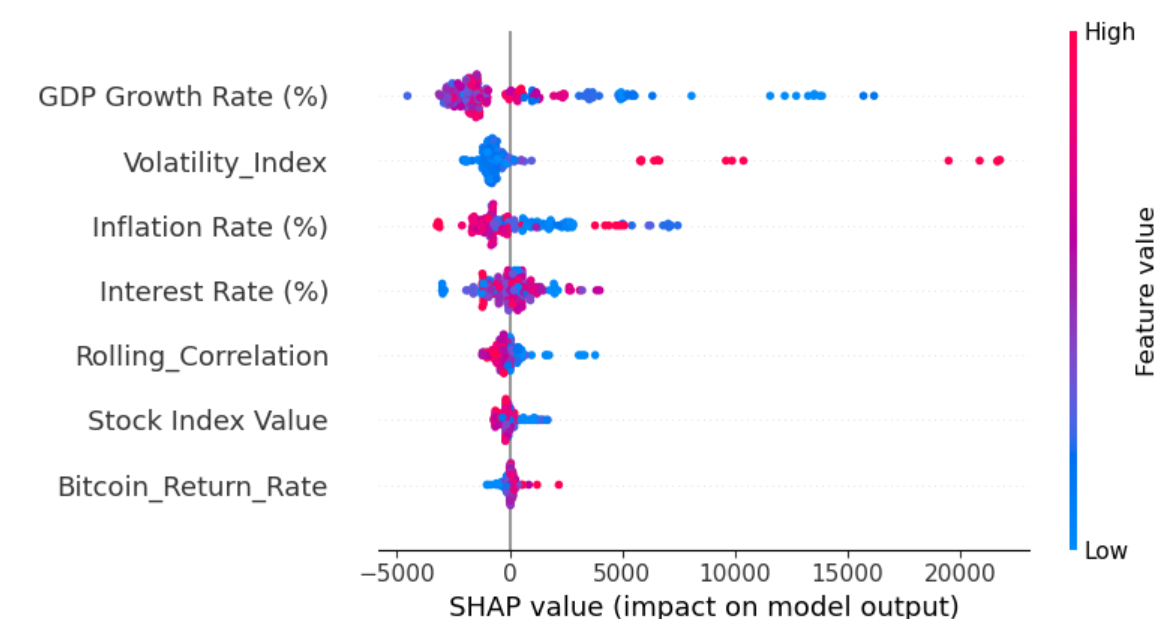 High
GDP Growth Rate (%)
Volatility_Index
Inflation Rate (%)
Interest Rate (%)
Rolling_Correlation
Stock Index Value
Bitcoin_Return_Rate
Feature value
Low
−5000 0 5000 10000 15000 20000
SHAP value (impact on model output)